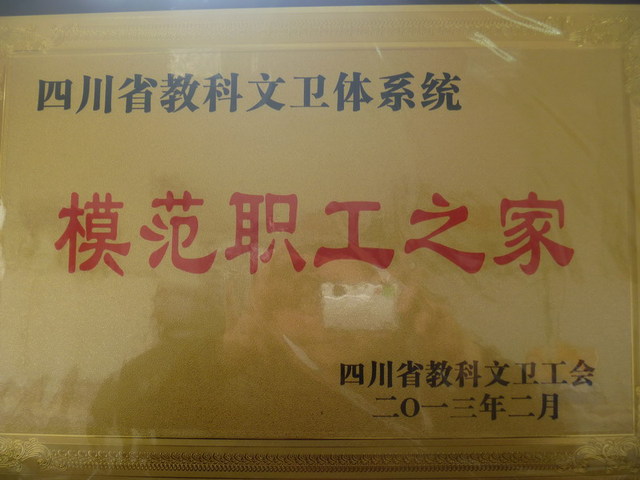 四川省教科文卫体系统
模范职工之家
四川省教科文卫工会
二O一三年二月